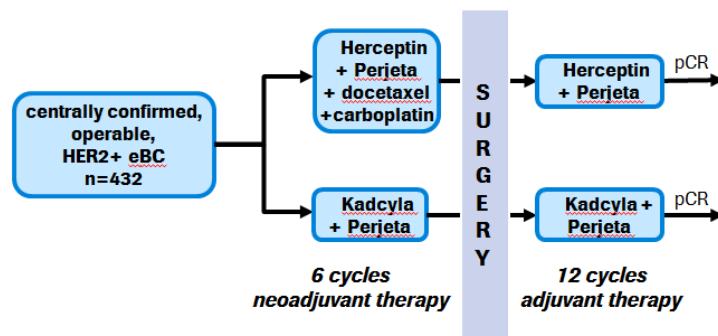 centrally confirmed,
operable,
HER2+ eBC
n=432
Herceptin
+ Perjeta
+ docetaxel
+carboplatin
Kadcyla
+ Perjeta
6 cycles
neoadjuvant therapy
SURGERY
Herceptin
+ Perjeta
pCR
Kadcyla +
Perjeta
pCR
12 cycles
adjuvant therapy